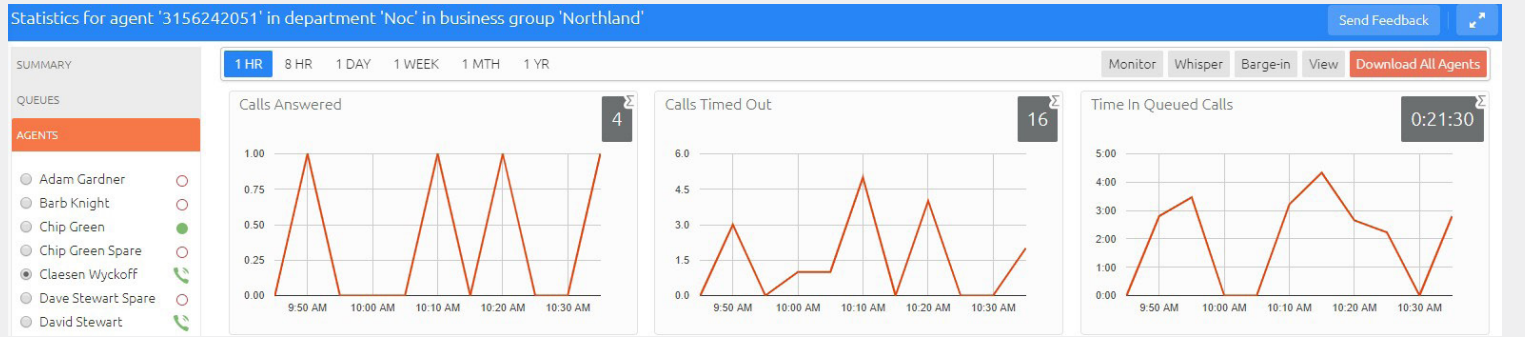 Statistics for agent '3156242051' in department 'Noc' in business group 'Northland'
Send Feedback
SUMMARY
QUEUES
AGENTS
Adam Gardner
Barb Knight
Chip Green
Chip Green Spare
Claesen Wyckoff
Dave Stewart Spare
David Stewart
1 HR 8 HR 1 DAY 1 WEEK 1 MTH 1 YR
Monitor Whisper Barge-in View Download All Agents
Calls Answered
Σ
4
1.00
0.75
0.50
0.25
0.00
9:50 AM 10:00 AM 10:10 AM 10:20 AM 10:30 AM
Calls Timed Out
Σ
16
6.0
4.5
3.0
1.5
0.0
9:50 AM 10:00 AM 10:10 AM 10:20 AM 10:30 AM
Time In Queued Calls
Σ
0:21:30
5:00
4:00
3:00
2:00
1:00
0:00
9:50 AM 10:00 AM 10:10 AM 10:20 AM 10:30 AM